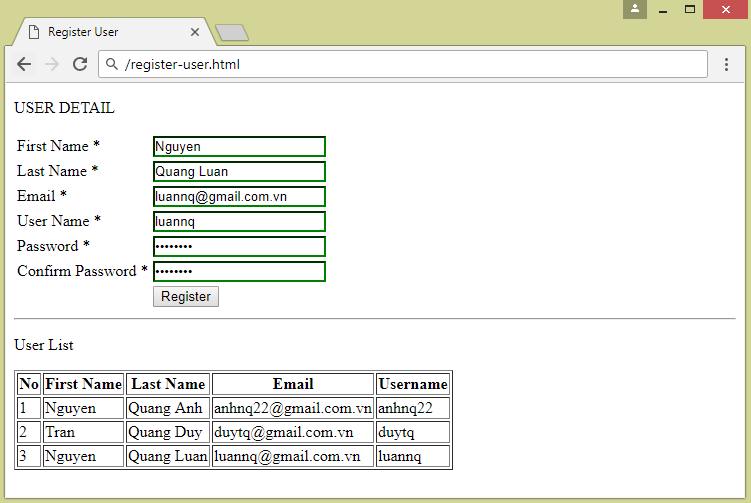 Register User
/register-user.html
USER DETAIL
First Name * Nguyen
Last Name * Quang Luan
Email * luannq@gmail.com.vn
User Name * luannq
Password * ••••••••
Confirm Password * ••••••••
Register
User List
No First Name Last Name Email Username
1 Nguyen Quang Anh anhnq22@gmail.com.vn anhnq22
2 Tran Quang Duy duytq@gmail.com.vn duytq
3 Nguyen Quang Luan luannq@gmail.com.vn luannq